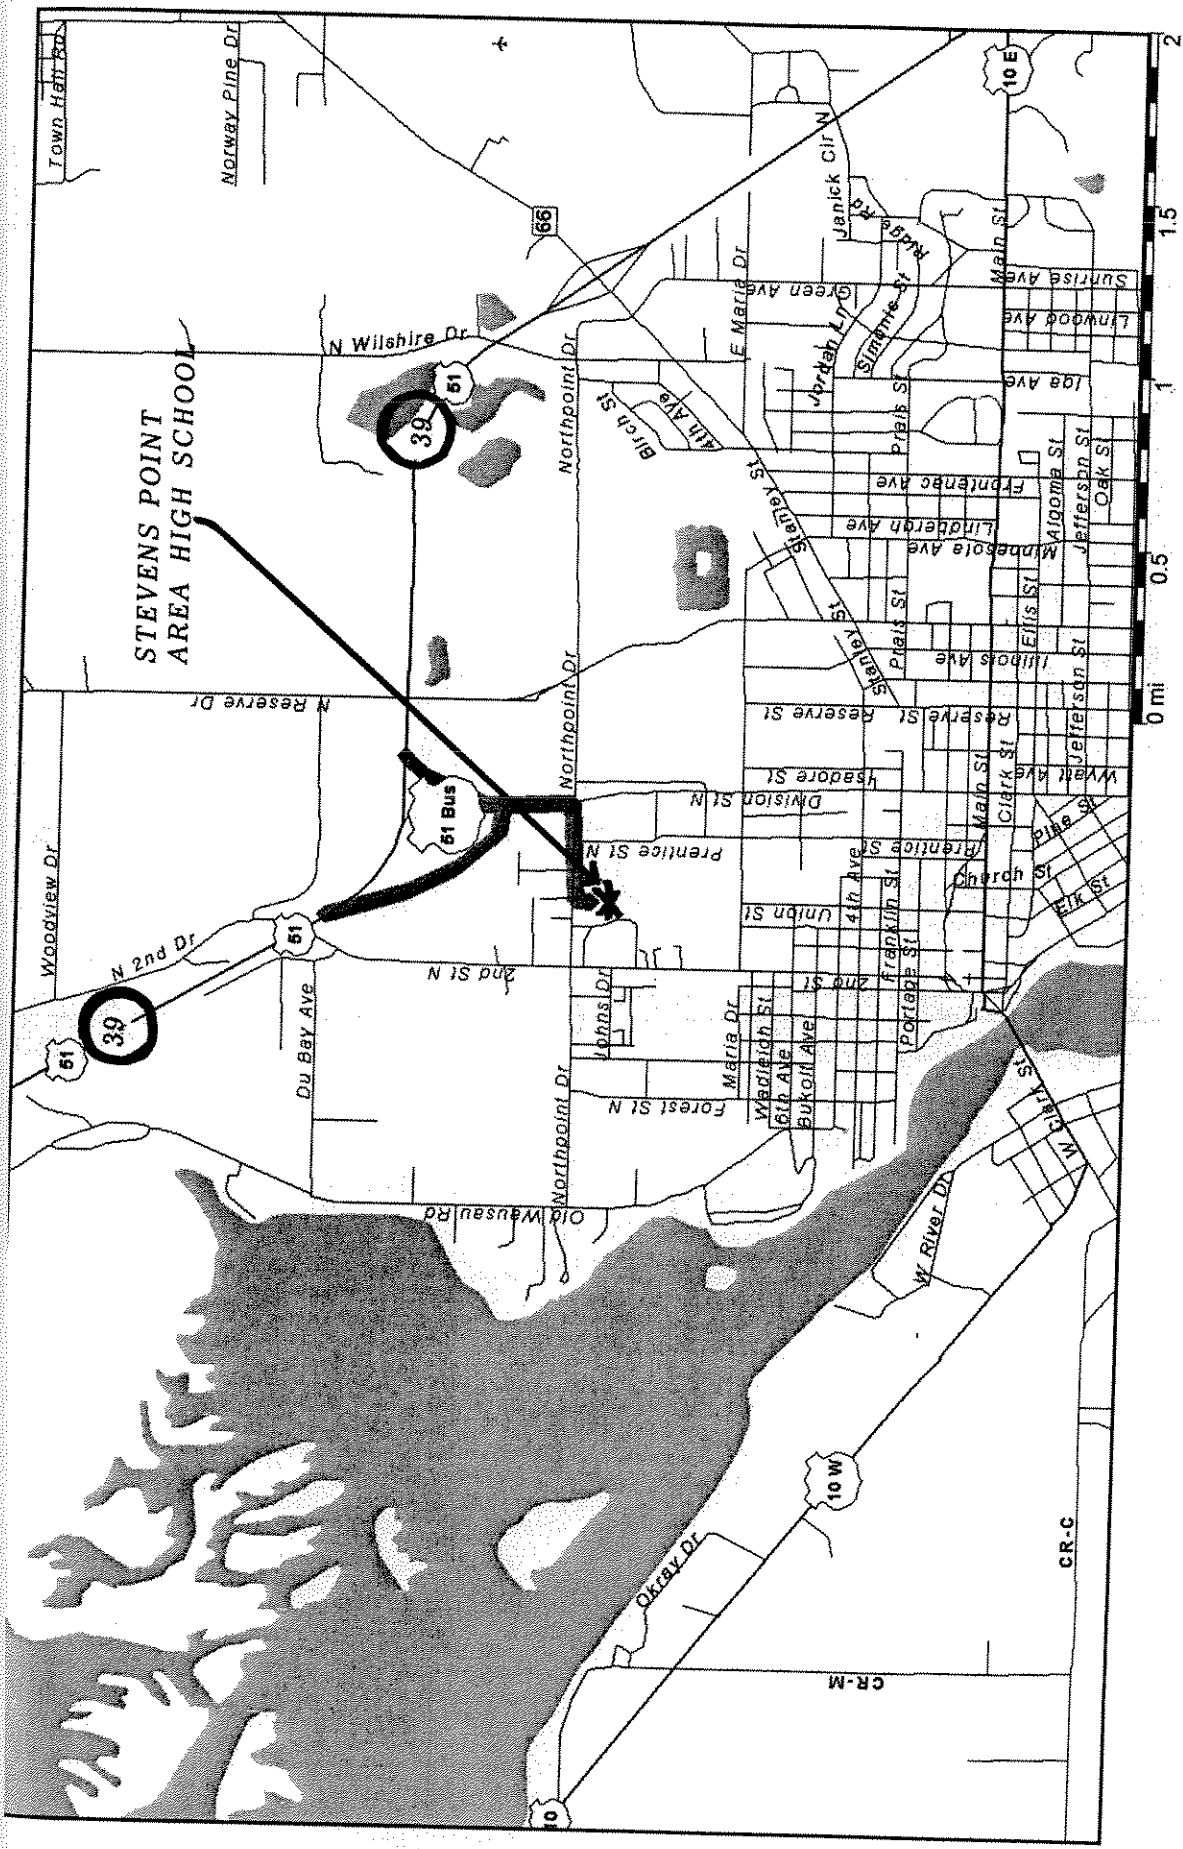 STEVENS POINT
AREA HIGH SCHOOL
Town Hall Rd
Norway Pine Dr
66
10 E
N Wilshire Dr
51
39
Northpoint Dr
E Maria Dr
Green Ave
Janick Cir N
Ridge Rd
Simonis St
Jordan Ln
Main St
Sunrise Ave
Linwood Ave
Iga Ave
Birch St
4th Ave
Stanley St
Prais St
Frontenac Ave
Lindbergh Ave
Minnesota Ave
Algoma St
Jefferson St
Oak St
Stanley St
Stanley St
Prais St
Illinois Ave
Ellis St
Jefferson St
N Reserve Dr
Northpoint Dr
Reserve St
Reserve St
Reserve St
Ysadore St
Division St N
Main St
Clark St
Wyatt Ave
Woodview Dr
51 Bus
Prentice St N
Prentice St
4th Ave
Church St
Pine St
Elk St
N 2nd Dr
51
39
51
2nd St N
Union St
Franklin St
2nd St
Portage St
Du Bay Ave
Johns Dr
Maria Dr
Wadleigh St
6th Ave
Bukolt Ave
Forest St N
Northpoint Dr
Old Wausau Rd
W Clark St
W River Dr
10 W
Okray Dr
CR-C
CR-M
10
0 mi
0.5
1
1.5
2